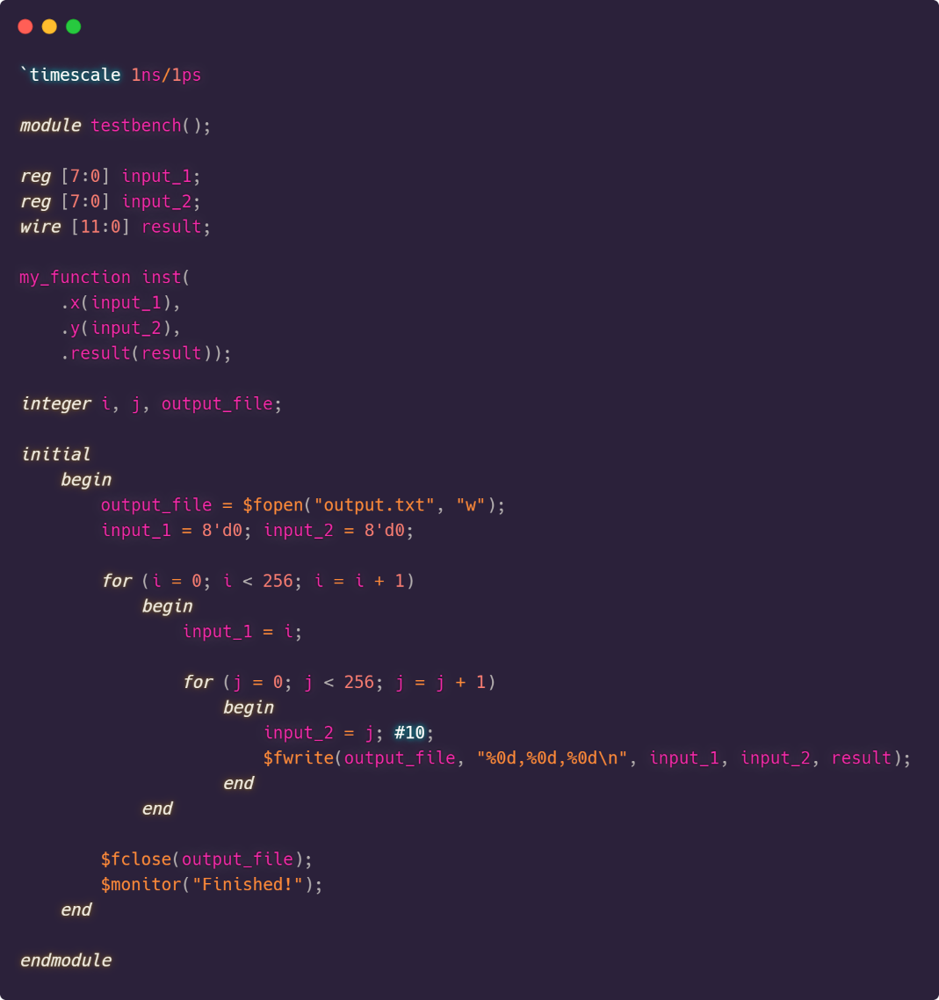 `timescale 1ns/1ps
module testbench();
reg [7:0] input_1;
reg [7:0] input_2;
wire [11:0] result;
my_function inst(
.x(input_1),
.y(input_2),
.result(result));
integer i, j, output_file;
initial
begin
output_file = $fopen("output.txt", "w");
input_1 = 8'd0; input_2 = 8'd0;
for (i = 0; i < 256; i = i + 1)
begin
input_1 = i;
for (j = 0; j < 256; j = j + 1)
begin
input_2 = j; #10;
$fwrite(output_file, "%0d,%0d,%0d\n", input_1, input_2, result);
end
end
$fclose(output_file);
$monitor("Finished!");
end
endmodule